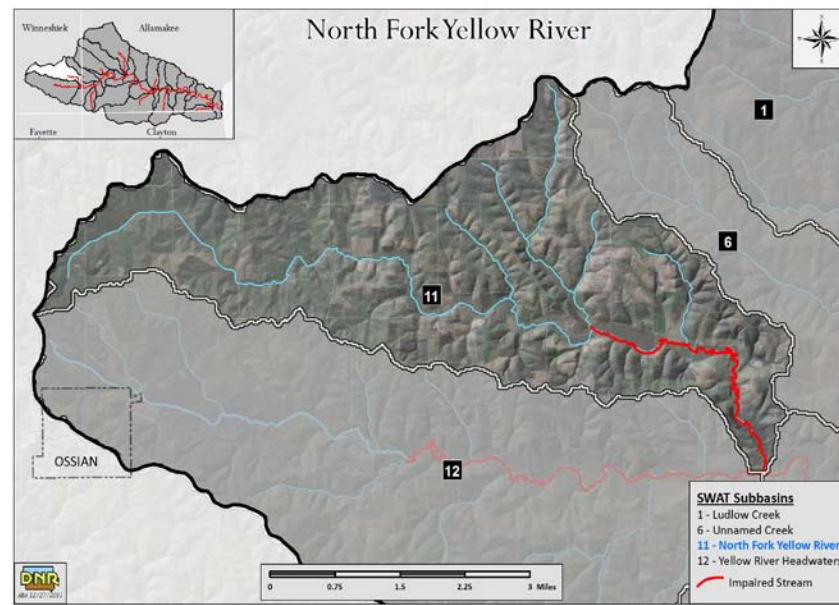 North Fork Yellow River
Winneshiek Allamakee
Fayette Clayton
1
6
11
12
OSSIAN
SWAT Subbasins
1 - Ludlow Creek
6 - Unnamed Creek
11 - North Fork Yellow River
12 - Yellow River Headwaters
Impaired Stream
DNR
0 0.75 1.5 2.25 3 Miles